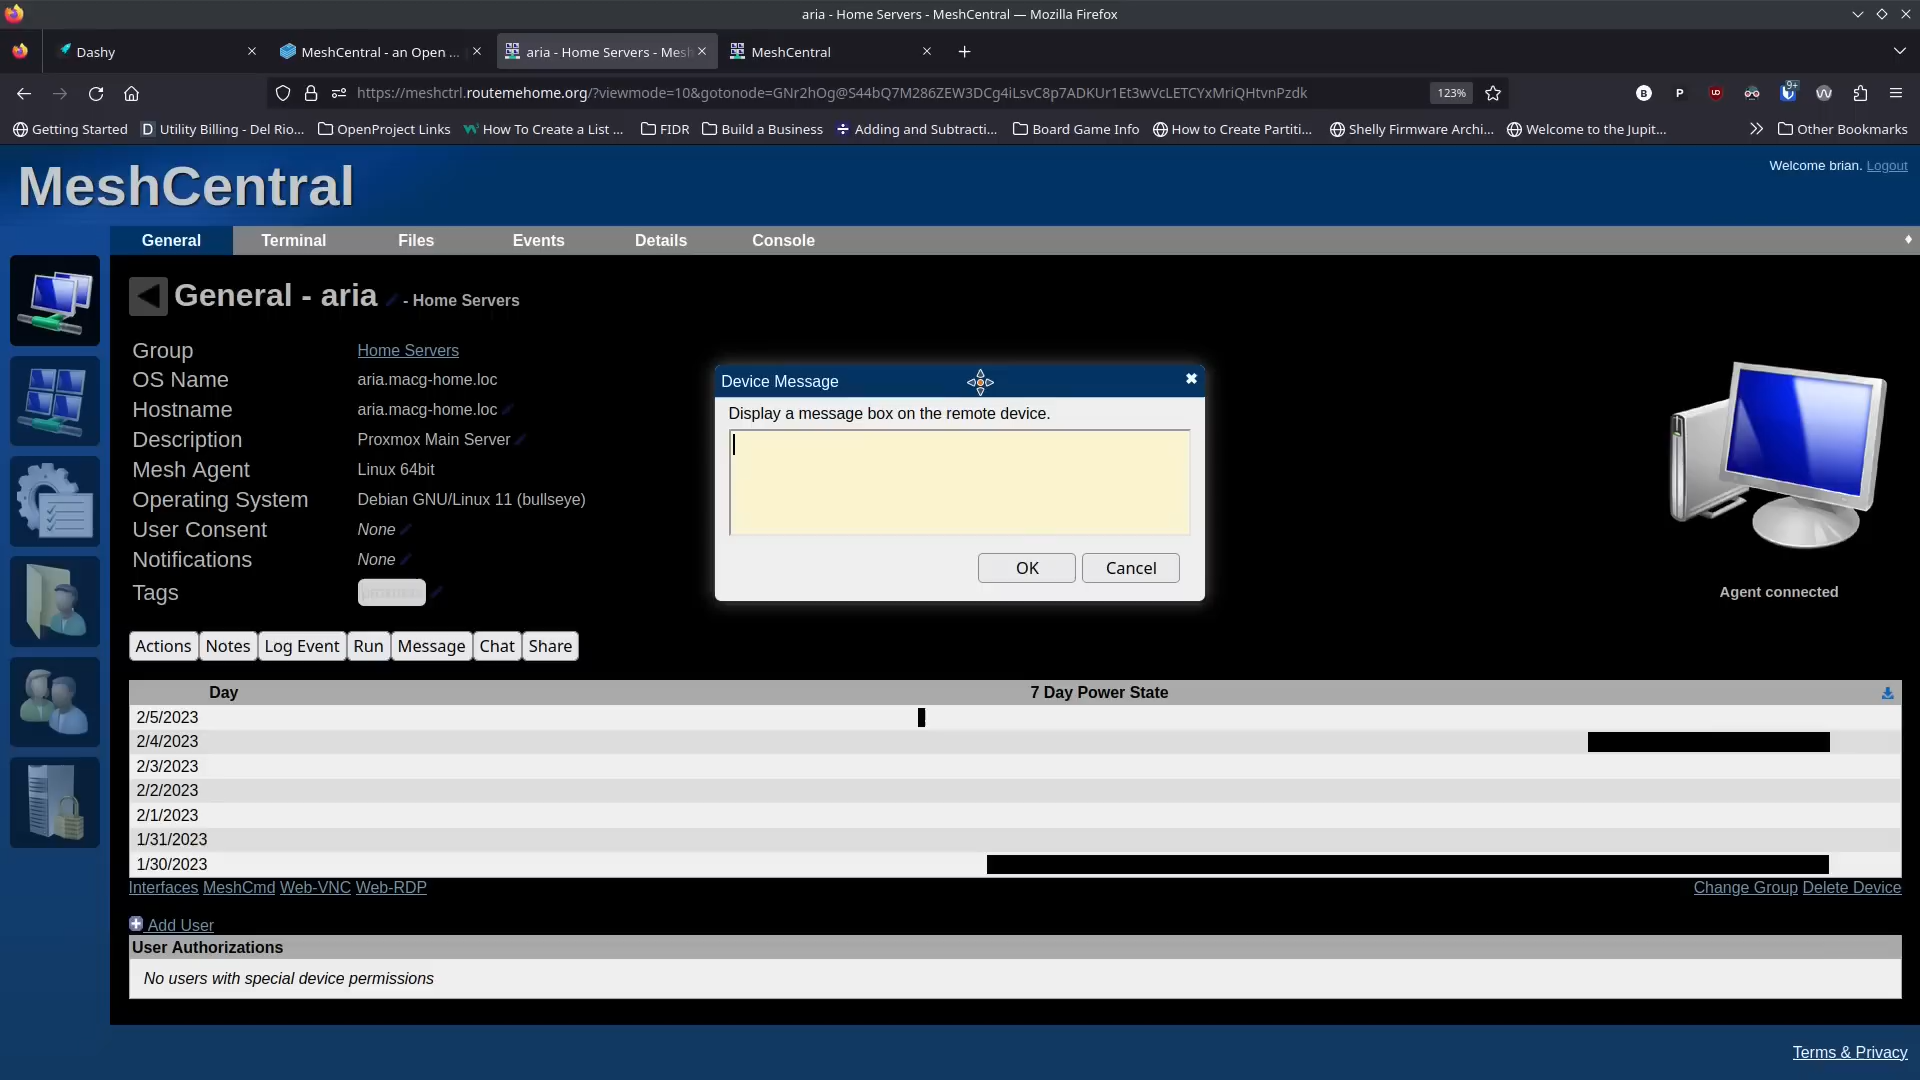 aria - Home Servers - MeshCentral — Mozilla Firefox
Dashy
MeshCentral - an Open ...
aria - Home Servers - Mesh
MeshCentral
https://meshctrl.routemehome.org/?viewmode=10&gotonode=GNr2hOg@S44bQ7M286ZEW3DCg4iLsvC8p7ADKUr1Et3wVcLETCYxMriQHtvnPzdk
123%
B
P
9+
Getting Started
D Utility Billing - Del Rio...
OpenProject Links
How To Create a List ...
FIDR
Build a Business
Adding and Subtracti...
Board Game Info
How to Create Partiti...
Shelly Firmware Archi...
Welcome to the Jupit...
Other Bookmarks
MeshCentral
Welcome brian. Logout
General Terminal Files Events Details Console
General - aria - Home Servers
Group Home Servers
OS Name aria.macg-home.loc
Hostname aria.macg-home.loc
Description Proxmox Main Server
Mesh Agent Linux 64bit
Operating System Debian GNU/Linux 11 (bullseye)
User Consent None
Notifications None
Tags
Device Message
Display a message box on the remote device.
OK Cancel
Agent connected
Actions Notes Log Event Run Message Chat Share
Day 7 Day Power State
2/5/2023
2/4/2023
2/3/2023
2/2/2023
2/1/2023
1/31/2023
1/30/2023
Interfaces MeshCmd Web-VNC Web-RDP
Change Group Delete Device
Add User
User Authorizations
No users with special device permissions
Terms & Privacy